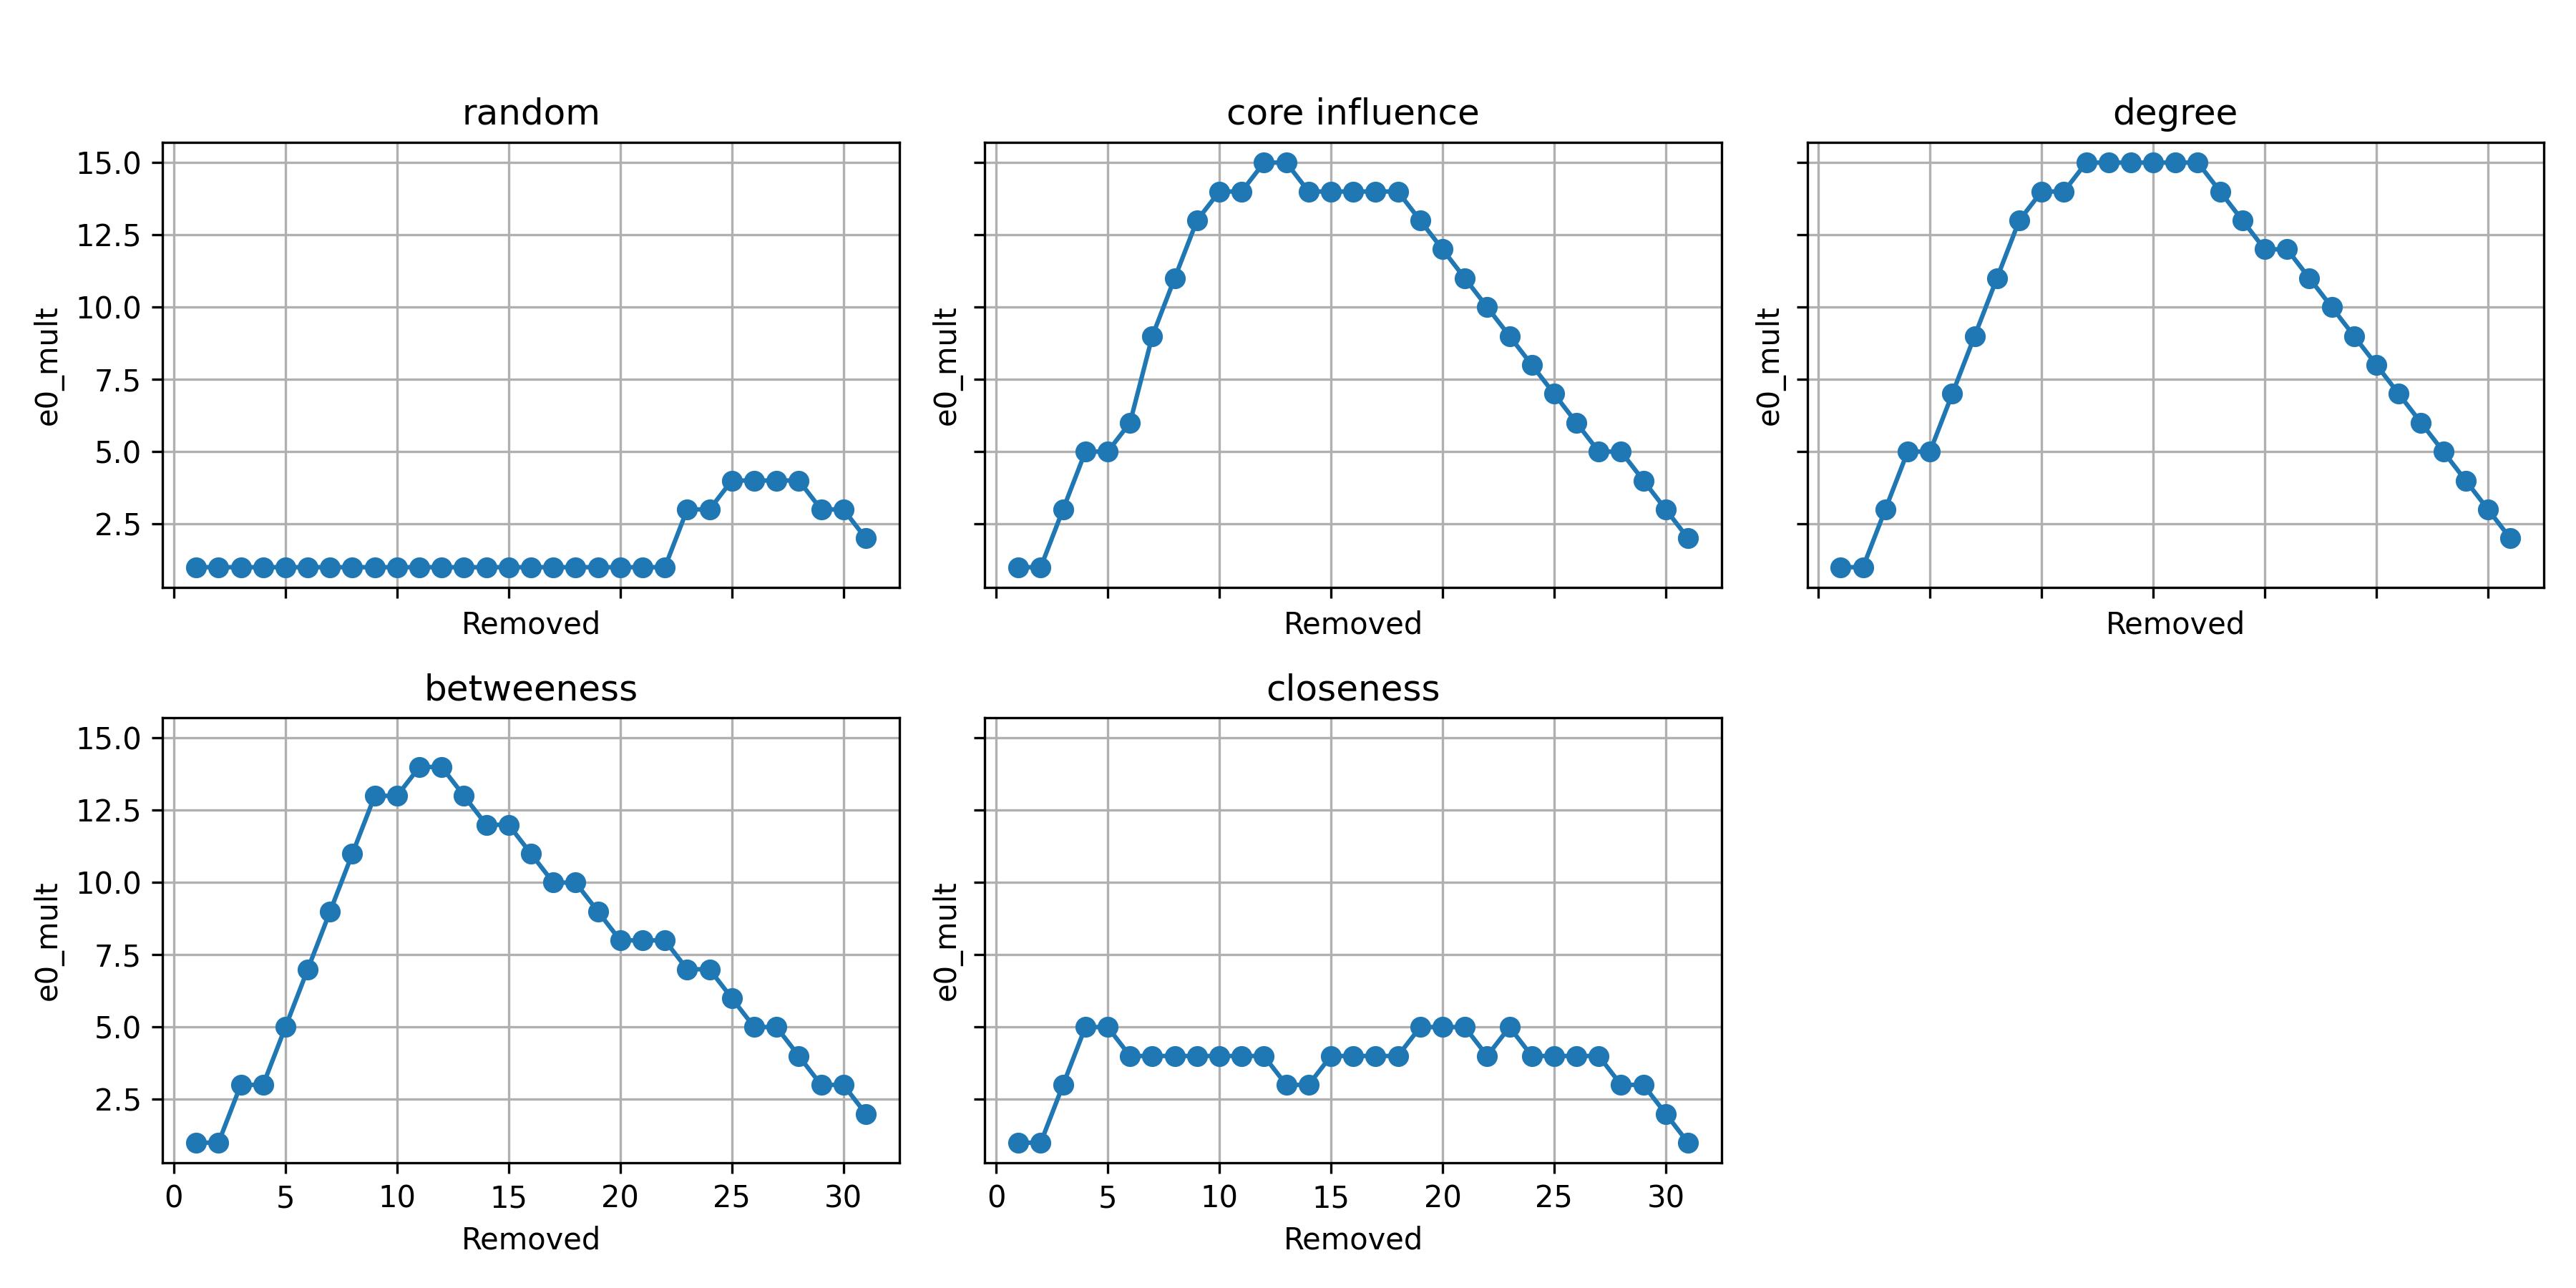 random
core influence
degree
15.0
12.5
10.0
7.5
5.0
2.5
e0_mult
e0_mult
e0_mult
Removed
Removed
Removed
betweeness
closeness
15.0
12.5
10.0
7.5
5.0
2.5
e0_mult
e0_mult
0 5 10 15 20 25 30
0 5 10 15 20 25 30
Removed
Removed